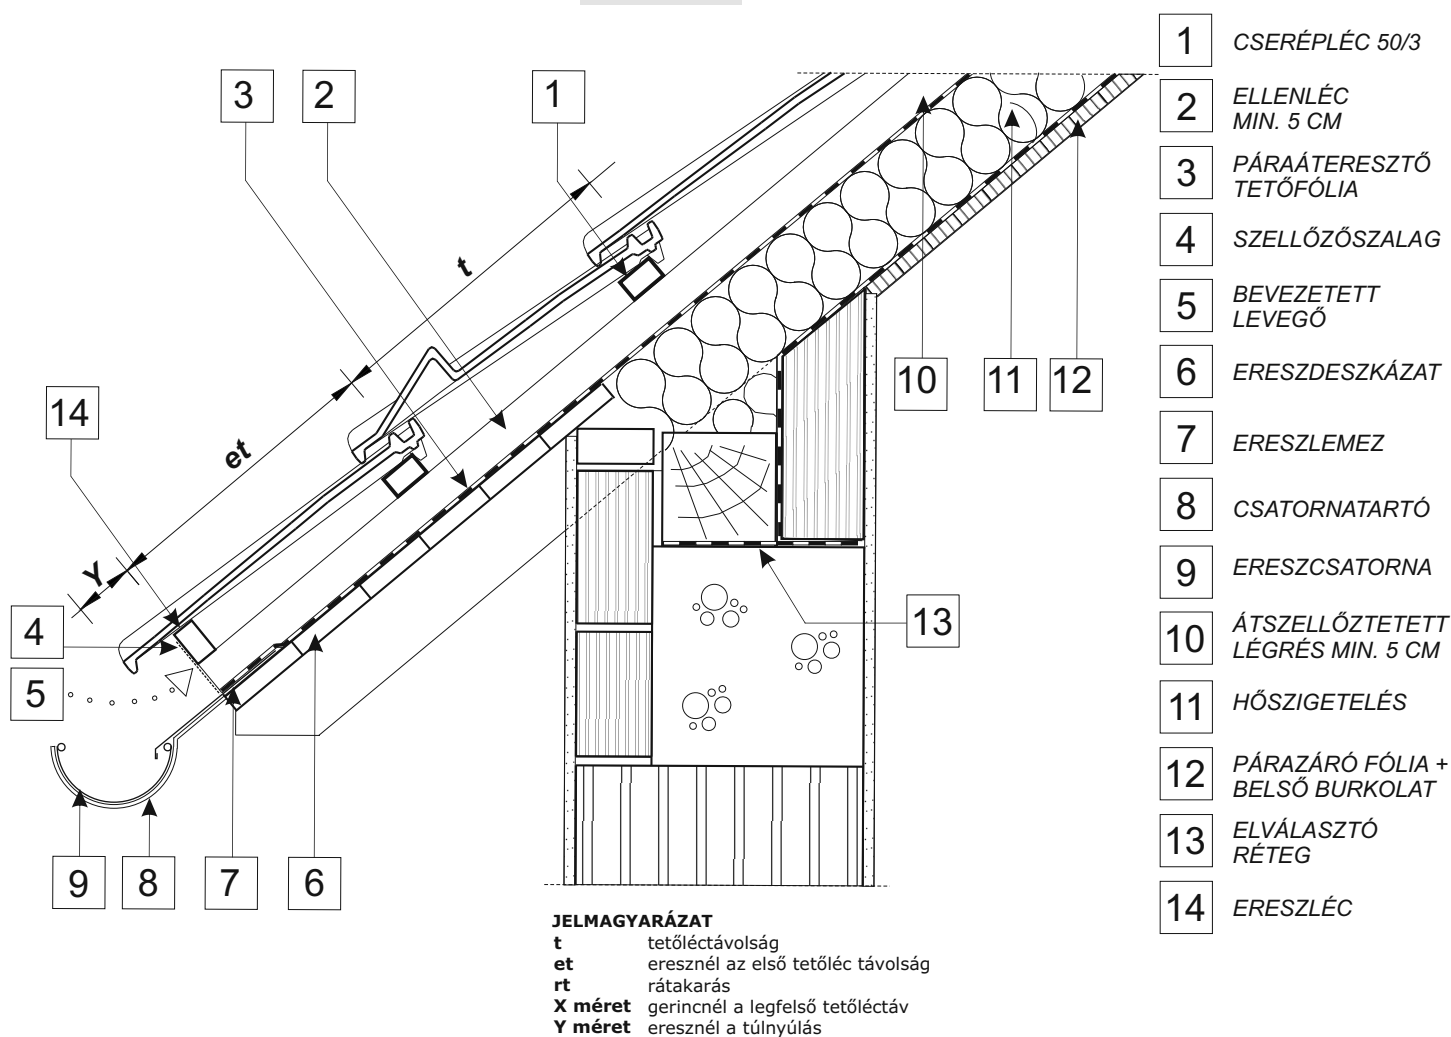 3
2
1
t
14
et
Y
4
5
10
11
12
13
9
8
7
6
1 CSERÉPLÉC 50/3
2 ELLENLÉC
MIN. 5 CM
3 PÁRAÁTERESZTŐ
TETŐFÓLIA
4 SZELLŐZŐSZALAG
5 BEVEZETETT
LEVEGŐ
6 ERESZDESZKÁZAT
7 ERESZLEMEZ
8 CSATORNATARTÓ
9 ERESZCSATORNA
10 ÁTSZELLŐZTETETT
LÉGRÉS MIN. 5 CM
11 HŐSZIGETELÉS
12 PÁRAZÁRÓ FÓLIA +
BELSŐ BURKOLAT
13 ELVÁLASZTÓ
RÉTEG
14 ERESZLÉC
JELMAGYARÁZAT
t tetőléctávolság
et eresznél az első tetőléc távolság
rt rátakarás
X méret gerincnél a legfelső tetőléctáv
Y méret eresznél a túlnyúlás